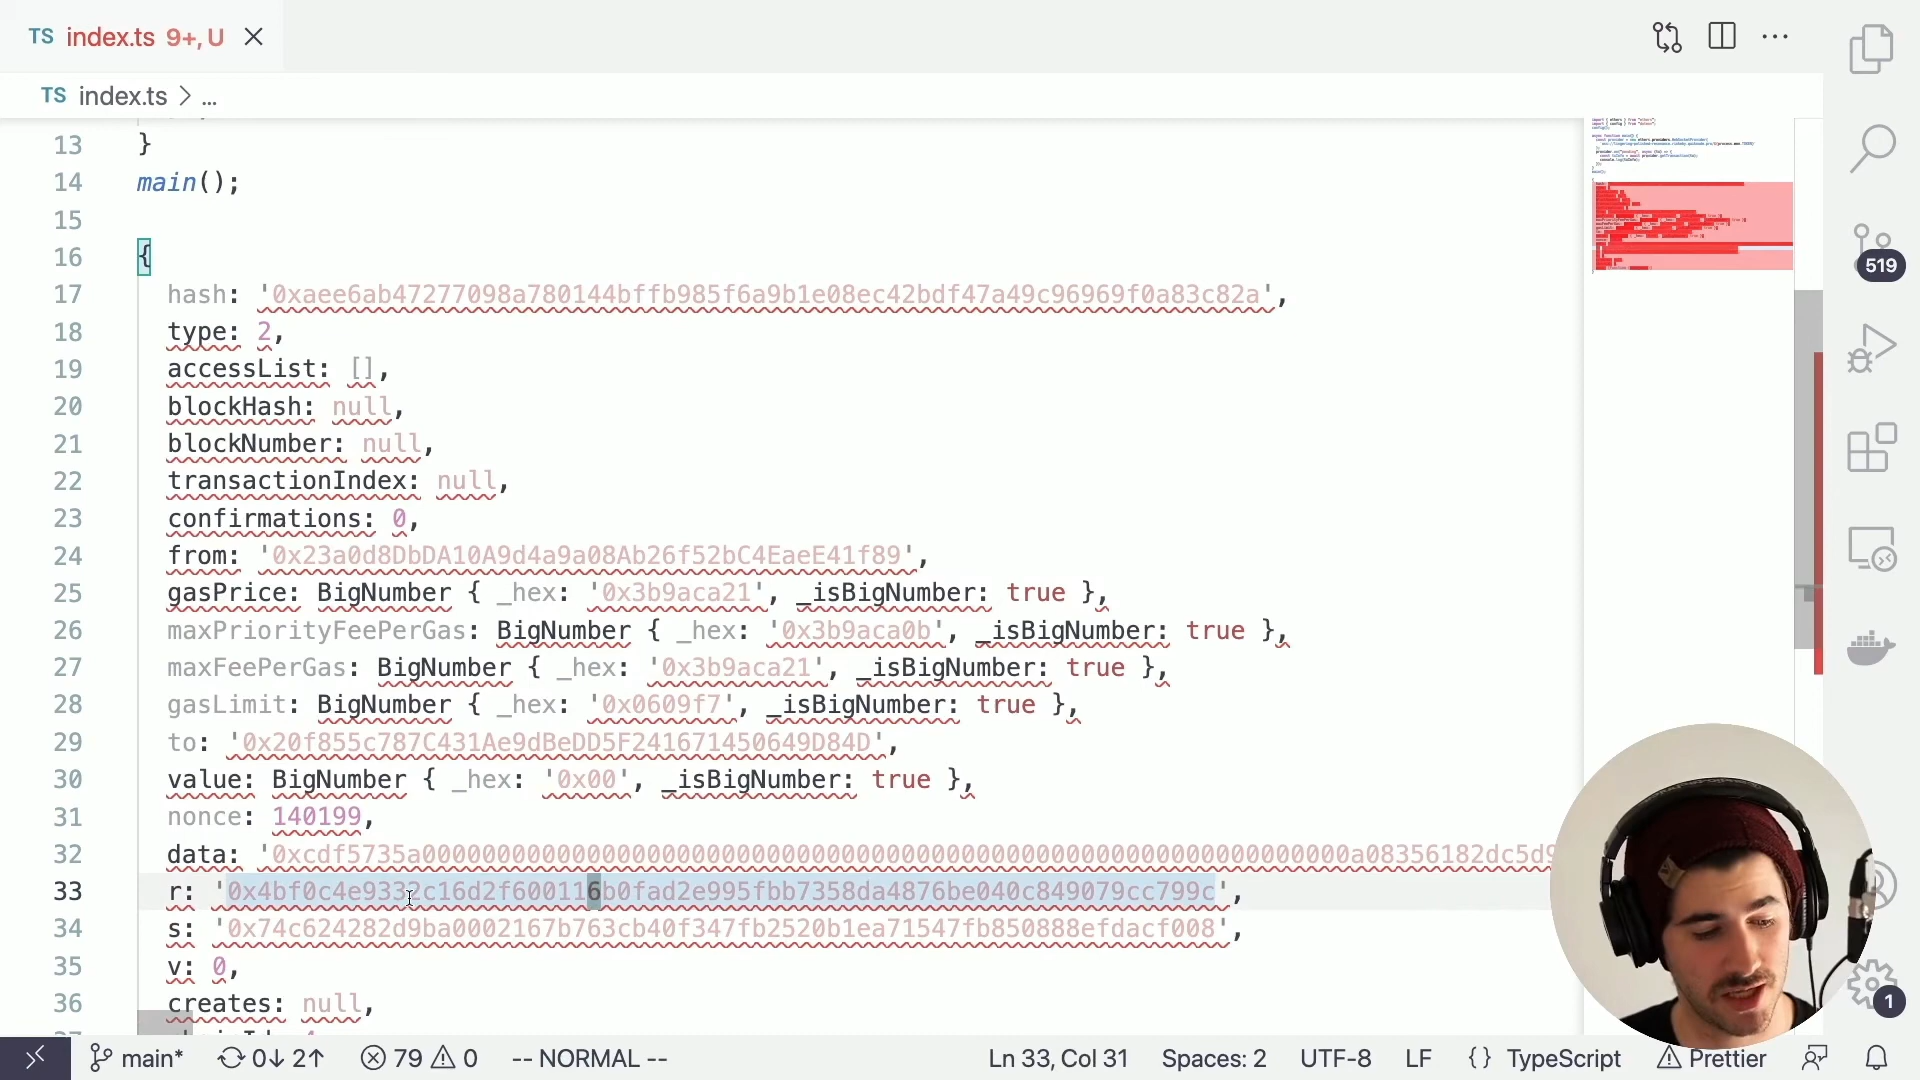 TS index.ts 9+, U
TS index.ts > ...
13 }
14 main();
15
16 {
17 hash: '0xaee6ab47277098a780144bffb985f6a9b1e08ec42bdf47a49c96969f0a83c82a',
18 type: 2,
19 accessList: [],
20 blockHash: null,
21 blockNumber: null,
22 transactionIndex: null,
23 confirmations: 0,
24 from: '0x23a0d8DbDA10A9d4a9a08Ab26f52bC4EaeE41f89',
25 gasPrice: BigNumber { _hex: '0x3b9aca21', _isBigNumber: true },
26 maxPriorityFeePerGas: BigNumber { _hex: '0x3b9aca0b', _isBigNumber: true },
27 maxFeePerGas: BigNumber { _hex: '0x3b9aca21', _isBigNumber: true },
28 gasLimit: BigNumber { _hex: '0x0609f7', _isBigNumber: true },
29 to: '0x20f855c787C431Ae9dBeDD5F241671450649D84D',
30 value: BigNumber { _hex: '0x00', _isBigNumber: true },
31 nonce: 140199,
32 data:
33 r: '0x4bf0c4e9332c16d2f600116b0fad2e995fbb7358da4876be040c849079cc799c',
34 s: '0x74c624282d9ba0002167b763cb40f347fb2520b1ea71547fb850888efdacf008',
35 v: 0,
36 creates: null,
519
1
main* 0↓ 2↑ 79 0 -- NORMAL -- Ln 33, Col 31 Spaces: 2 UTF-8 LF {} TypeScript Prettier